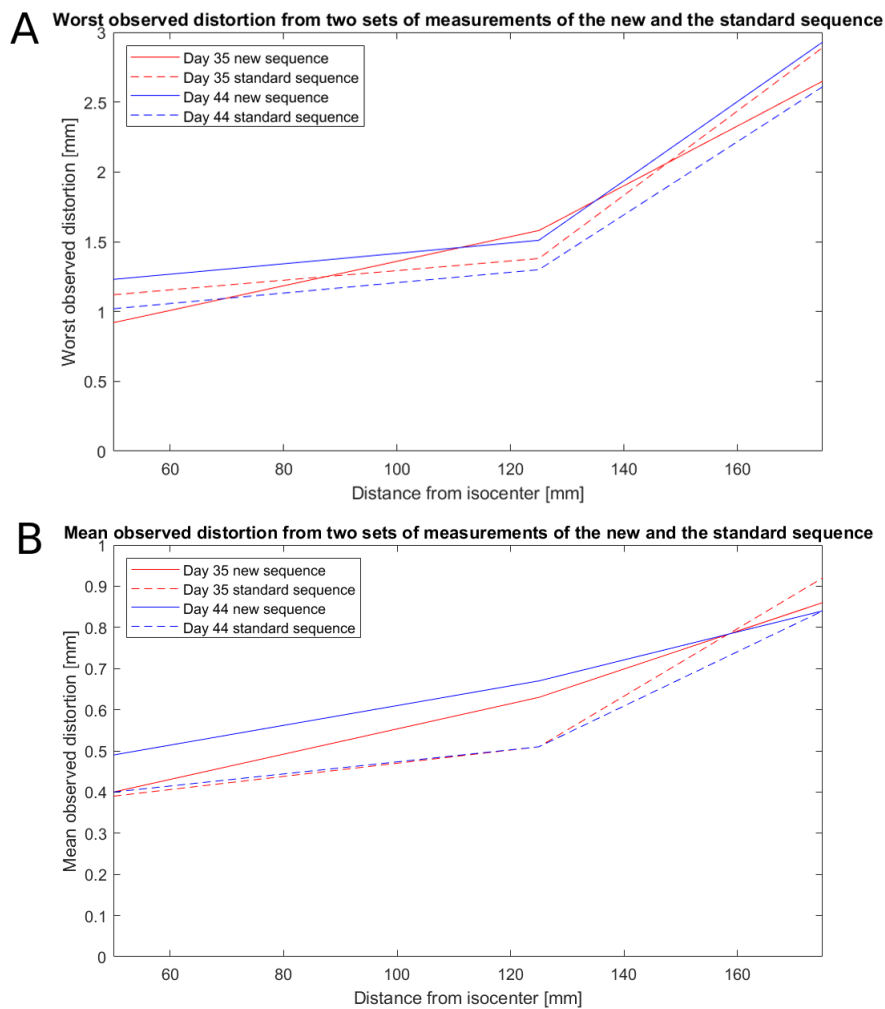 A
Worst observed distortion from two sets of measurements of the new and the standard sequence
3
2.5
2
1.5
1
0.5
0
Worst observed distortion [mm]
Day 35 new sequence
Day 35 standard sequence
Day 44 new sequence
Day 44 standard sequence
60 80 100 120 140 160
Distance from isocenter [mm]
B
Mean observed distortion from two sets of measurements of the new and the standard sequence
1
0.9
0.8
0.7
0.6
0.5
0.4
0.3
0.2
0.1
0
Mean observed distortion [mm]
Day 35 new sequence
Day 35 standard sequence
Day 44 new sequence
Day 44 standard sequence
60 80 100 120 140 160
Distance from isocenter [mm]